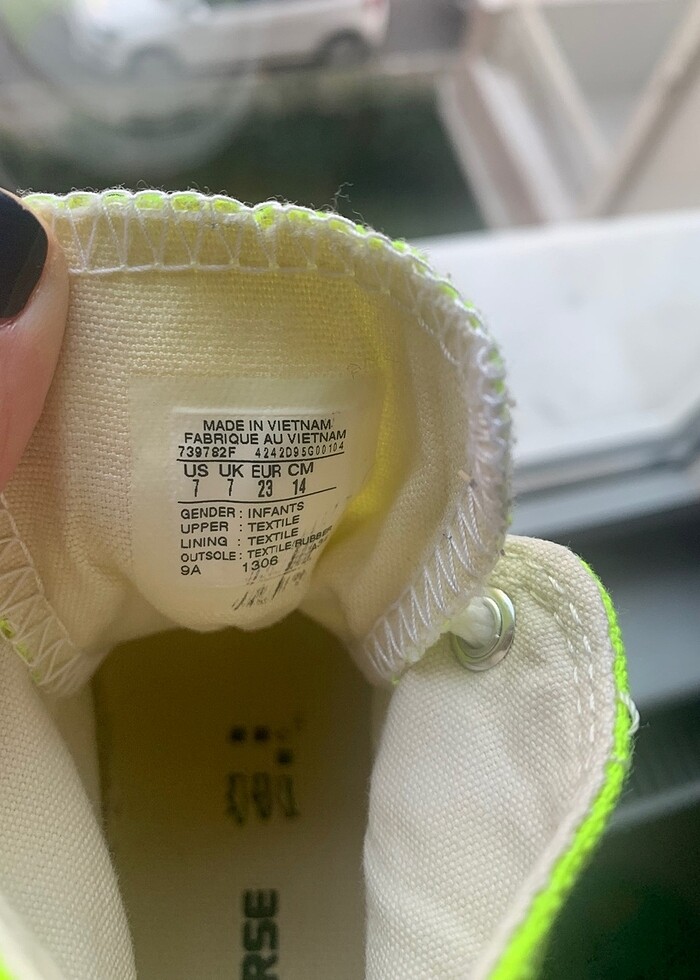 MADE IN VIETNAM
FABRIQUE AU VIETNAM
739782F 4242D95G00104
US UK EUR CM
7 7 23 14
GENDER : INFANTS
UPPER : TEXTILE
LINING : TEXTILE
OUTSOLE : TEXTILE/RUBBER
9A 1306
RSE